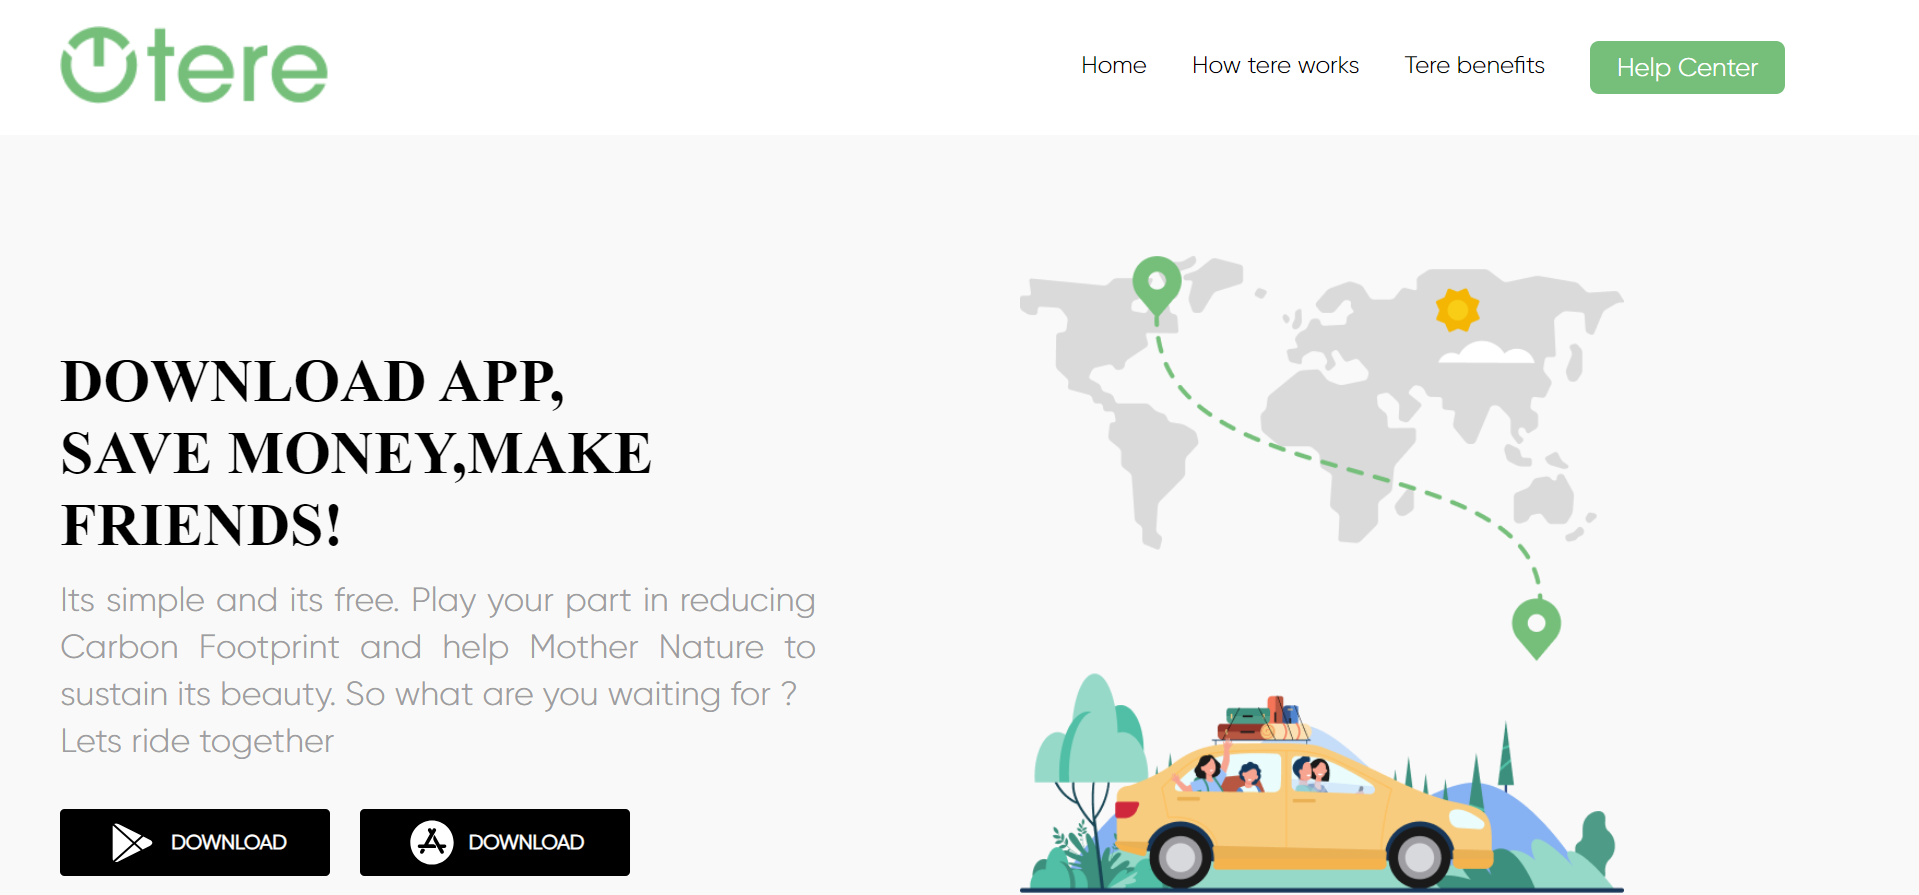 tere
Home
How tere works
Tere benefits
Help Center
DOWNLOAD APP,
SAVE MONEY,MAKE
FRIENDS!
Its simple and its free. Play your part in reducing
Carbon Footprint and help Mother Nature to
sustain its beauty. So what are you waiting for ?
Lets ride together
DOWNLOAD
DOWNLOAD